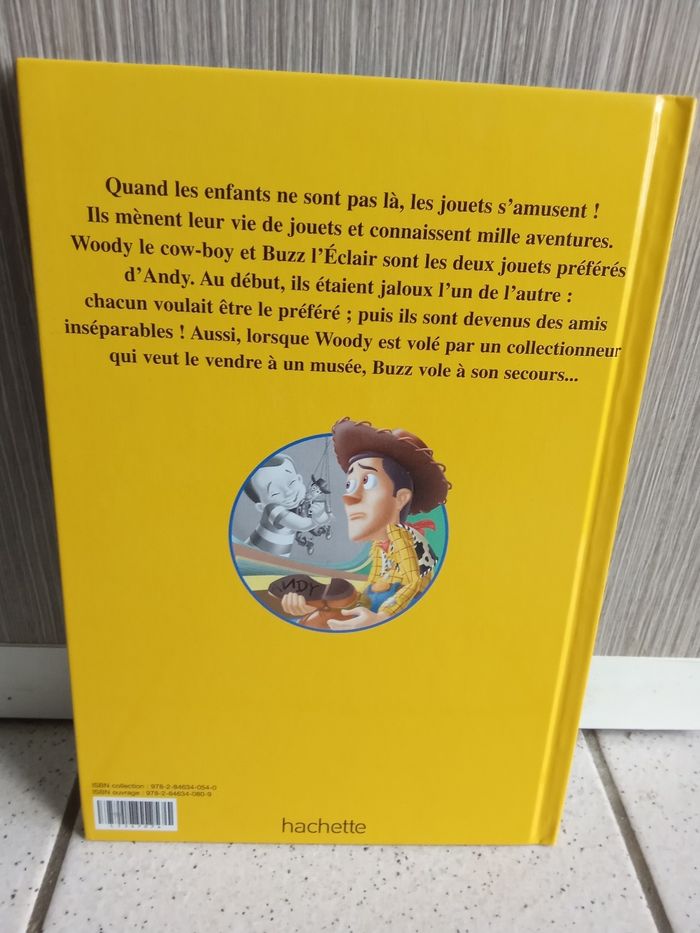 Quand les enfants ne sont pas là, les jouets s'amusent !
Ils mènent leur vie de jouets et connaissent mille aventures.
Woody le cow-boy et Buzz l'Éclair sont les deux jouets préférés
d'Andy. Au début, ils étaient jaloux l'un de l'autre :
chacun voulait être le préféré ; puis ils sont devenus des amis
inséparables ! Aussi, lorsque Woody est volé par un collectionneur
qui veut le vendre à un musée, Buzz vole à son secours...
ISBN collection : 978-2-84634-054-0
ISBN ouvrage : 978-2-84634-080-9
hachette